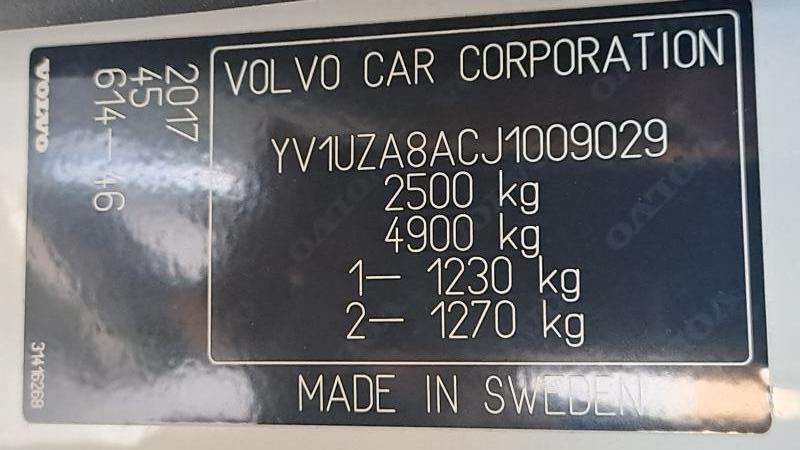 VOLVO
2017
45
614-46
31416268
VOLVO CAR CORPORATION
YV1UZA8ACJ1009029
2500 kg
4900 kg
1- 1230 kg
2- 1270 kg
MADE IN SWEDEN